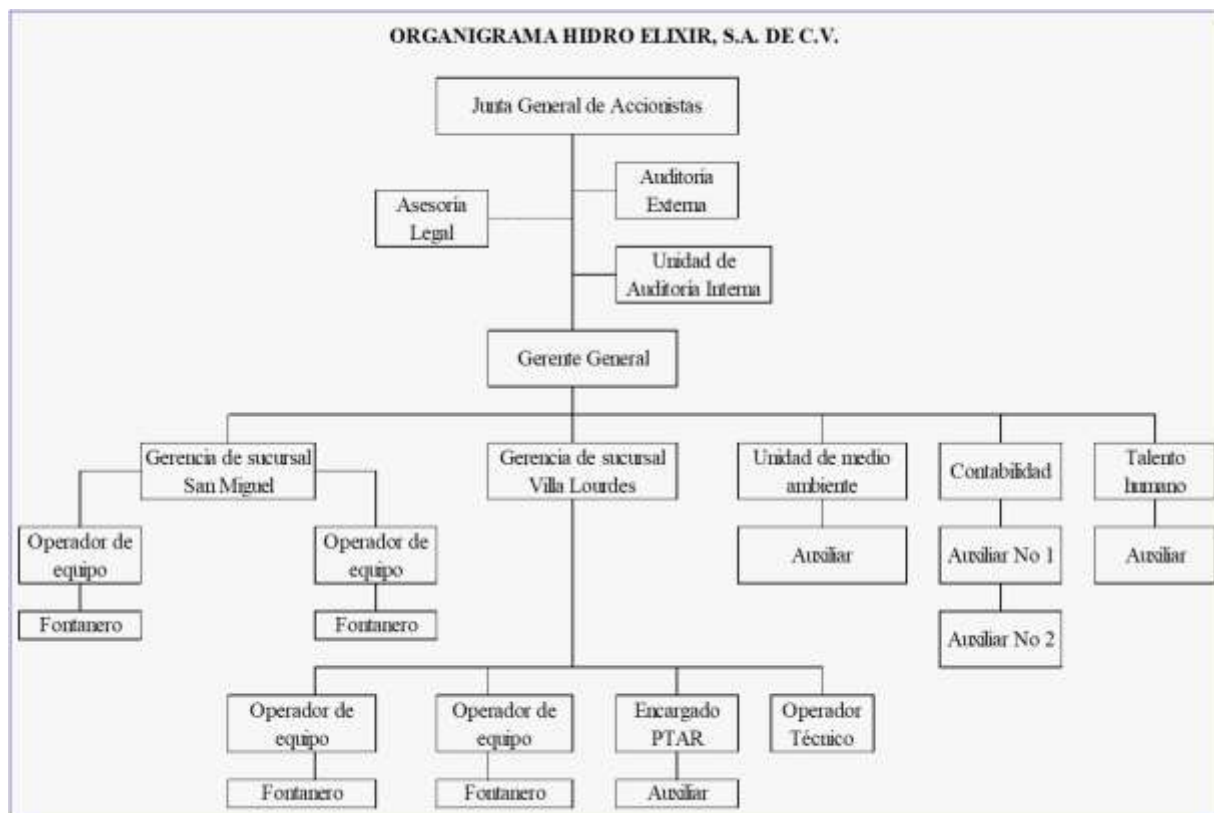 ORGANIGRAMA HIDRO ELIXIR, S.A. DE C.V.
Junta General de Accionistas
Auditoría
Externa
Asesoría
Legal
Unidad de
Auditoría Interna
Gerente General
Gerencia de sucursal
San Miguel
Gerencia de sucursal
Villa Lourdes
Unidad de medio
ambiente
Contabilidad
Talento
humano
Operador de
equipo
Operador de
equipo
Auxiliar
Auxiliar No 1
Auxiliar
Fontanero
Fontanero
Auxiliar No 2
Operador de
equipo
Operador de
equipo
Encargado
PTAR
Operador
Técnico
Fontanero
Fontanero
Auxiliar